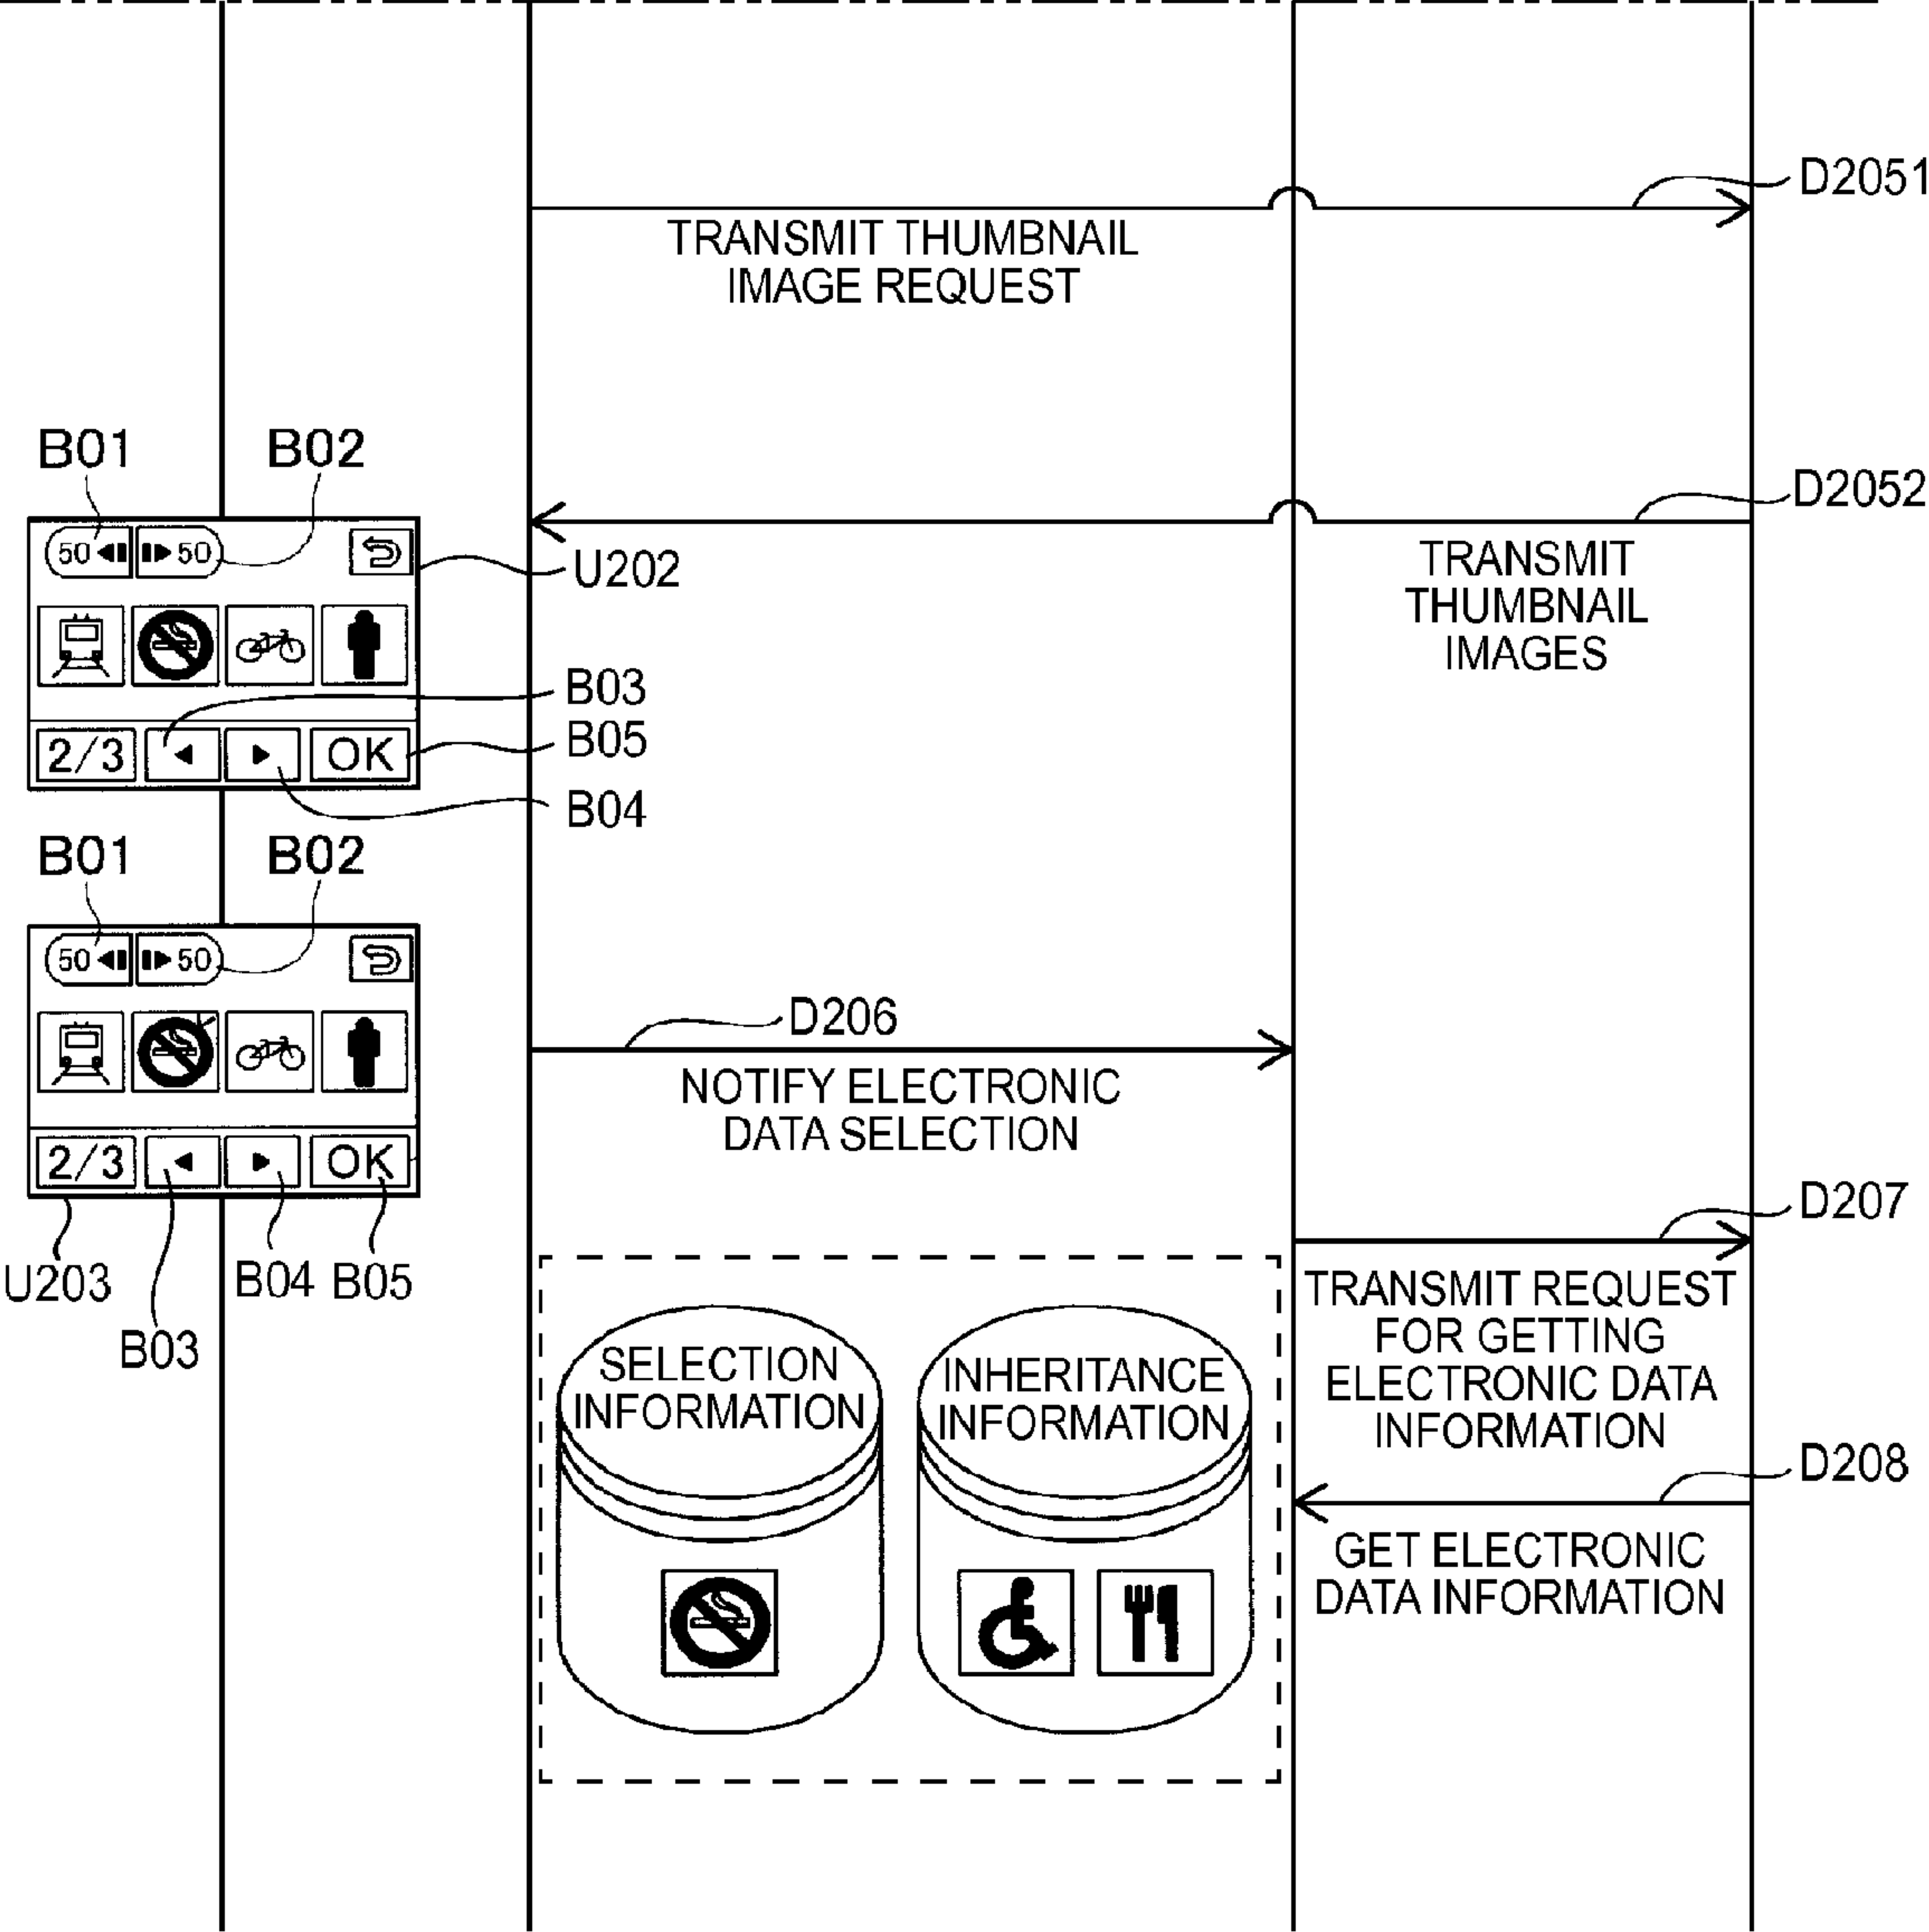 D2051
TRANSMIT THUMBNAIL
IMAGE REQUEST
B01
B02
D2052
50
50
U202
TRANSMIT
THUMBNAIL
IMAGES
B03
2/3
OK
B05
B04
B01
B02
50
50
D206
NOTIFY ELECTRONIC
DATA SELECTION
2/3
OK
D207
U203
B04
B05
B03
TRANSMIT REQUEST
FOR GETTING
ELECTRONIC DATA
INFORMATION
SELECTION
INFORMATION
INHERITANCE
INFORMATION
D208
GET ELECTRONIC
DATA INFORMATION